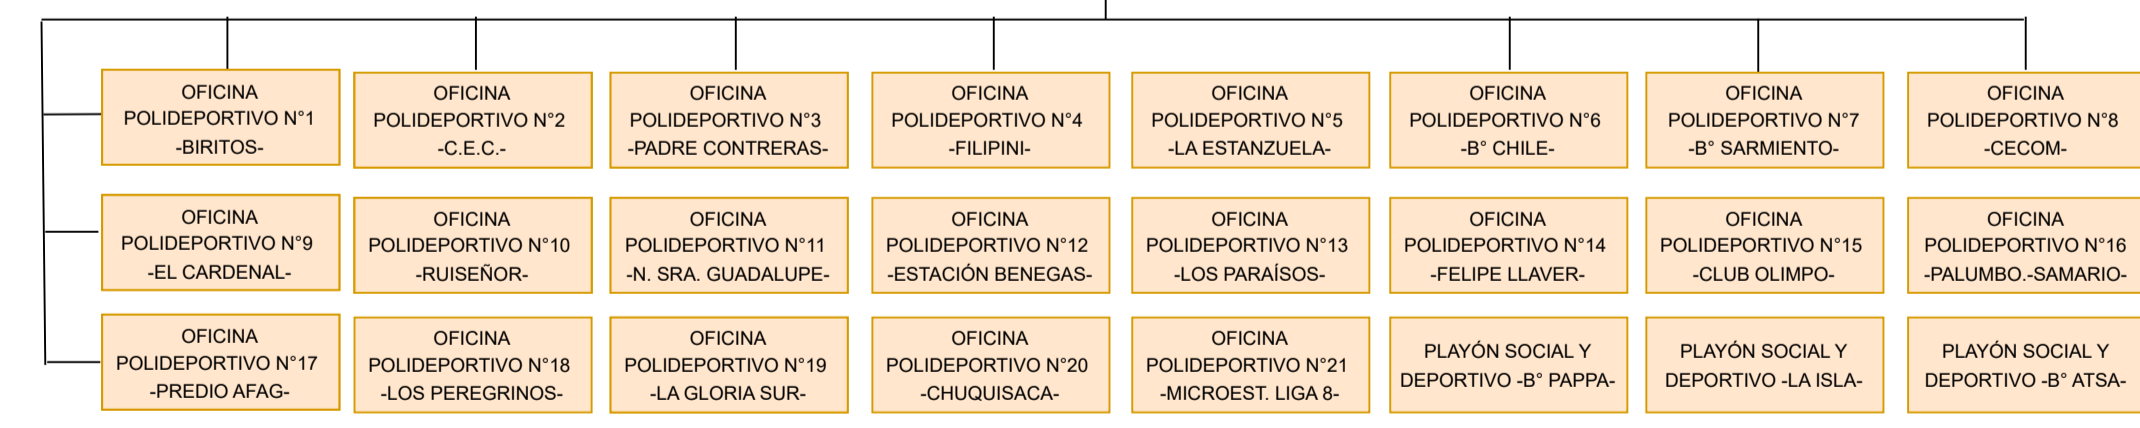 OFICINA
POLIDEPORTIVO N°1
-BIRITOS-
OFICINA
POLIDEPORTIVO N°2
-C.E.C.-
OFICINA
POLIDEPORTIVO N°3
-PADRE CONTRERAS-
OFICINA
POLIDEPORTIVO N°4
-FILIPINI-
OFICINA
POLIDEPORTIVO N°5
-LA ESTANZUELA-
OFICINA
POLIDEPORTIVO N°6
-B° CHILE-
OFICINA
POLIDEPORTIVO N°7
-B° SARMIENTO-
OFICINA
POLIDEPORTIVO N°8
-CECOM-
OFICINA
POLIDEPORTIVO N°9
-EL CARDENAL-
OFICINA
POLIDEPORTIVO N°10
-RUISEÑOR-
OFICINA
POLIDEPORTIVO N°11
-N. SRA. GUADALUPE-
OFICINA
POLIDEPORTIVO N°12
-ESTACIÓN BENEGAS-
OFICINA
POLIDEPORTIVO N°13
-LOS PARAÍSOS-
OFICINA
POLIDEPORTIVO N°14
-FELIPE LLAVER-
OFICINA
POLIDEPORTIVO N°15
-CLUB OLIMPO-
OFICINA
POLIDEPORTIVO N°16
-PALUMBO.-SAMARIO-
OFICINA
POLIDEPORTIVO N°17
-PREDIO AFAG-
OFICINA
POLIDEPORTIVO N°18
-LOS PEREGRINOS-
OFICINA
POLIDEPORTIVO N°19
-LA GLORIA SUR-
OFICINA
POLIDEPORTIVO N°20
-CHUQUISACA-
OFICINA
POLIDEPORTIVO N°21
-MICROEST. LIGA 8-
PLAYÓN SOCIAL Y
DEPORTIVO -B° PAPPA-
PLAYÓN SOCIAL Y
DEPORTIVO -LA ISLA-
PLAYÓN SOCIAL Y
DEPORTIVO -B° ATSA-